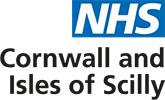 NHS
Cornwall and
Isles of Scilly